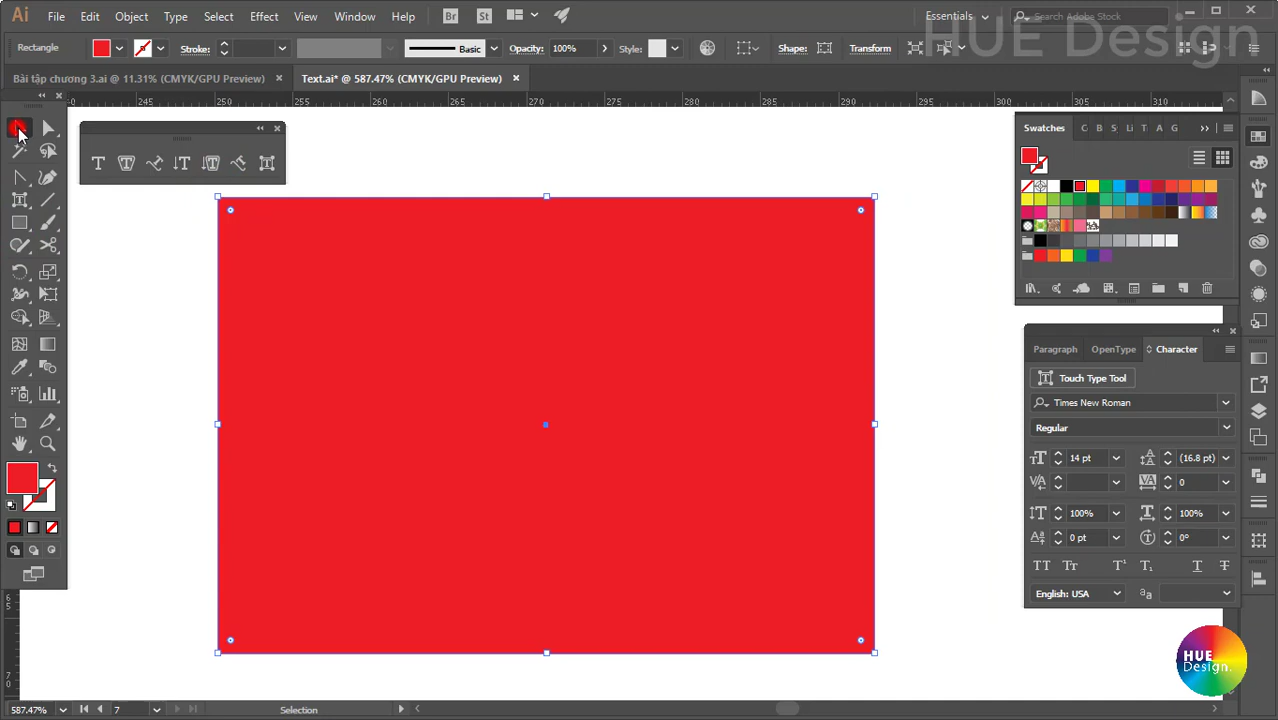 Ai File Edit Object Type Select Effect View Window Help Br St Essentials Search Adobe Stock
HUE Design
Rectangle Stroke: Basic Opacity: 100% Style: Shape: Transform
Bài tập chương 3.ai @ 11.31% (CMYK/GPU Preview) × Text.ai* @ 587.47% (CMYK/GPU Preview) ×
245 250 255 260 265 270 275 280 285 290 295 300 305 310
Swatches C B S Li T A G
Paragraph OpenType Character
Touch Type Tool
Times New Roman
Regular
14 pt (16.8 pt)
0
100% 100%
0 pt 0°
English: USA
65
70
HUE
Design.
587.47% 7 Selection